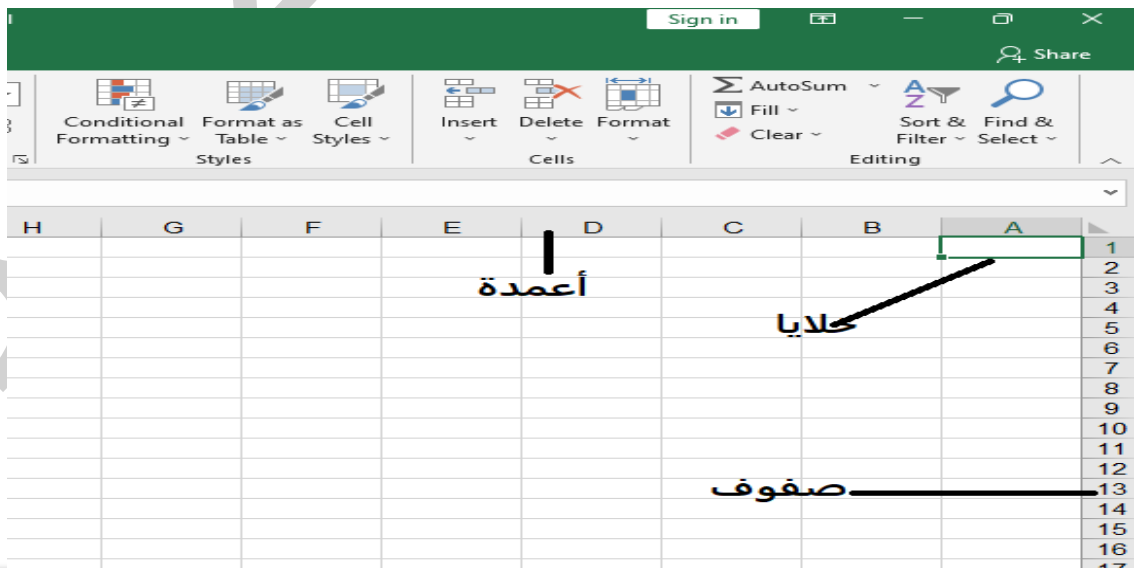 Sign in
Share
Conditional Formatting
Format as Table
Cell Styles
Insert
Delete
Format
AutoSum
Fill
Clear
Sort & Filter
Find & Select
Styles
Cells
Editing
H G F E D C B A
1
2
أعمدة
3
4
خلايا
5
6
7
8
9
10
11
12
صفوف
13
14
15
16
17